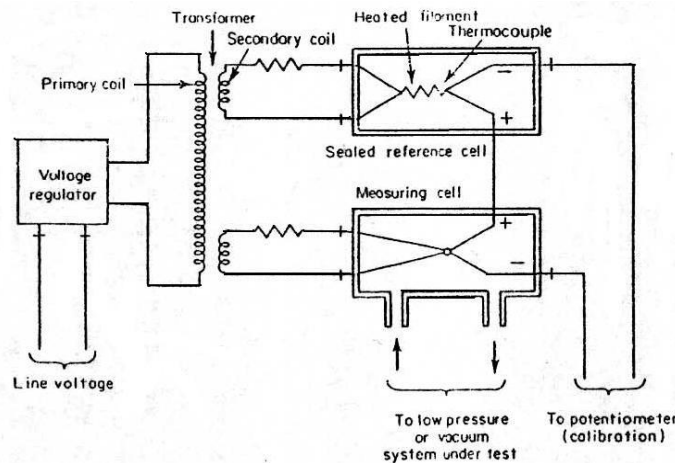 Transformer
Heated filament
Thermocouple
Secondary coil
Primary coil
−
+
Sealed reference cell
Voltage
regulator
Measuring cell
+
−
Line voltage
To low pressure
or vacuum
system under test
To potentiometer
(calibration)